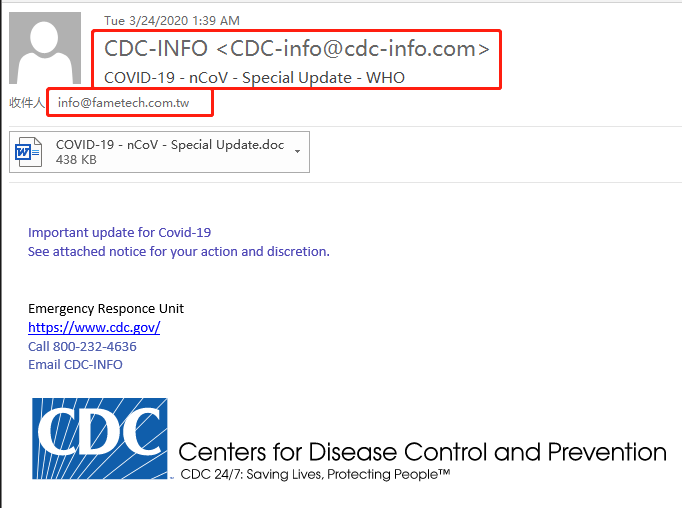 Tue 3/24/2020 1:39 AM
CDC-INFO <CDC-info@cdc-info.com>
COVID-19 - nCoV - Special Update - WHO
收件人 info@fametech.com.tw
COVID-19 - nCoV - Special Update.doc
438 KB
Important update for Covid-19
See attached notice for your action and discretion.
Emergency Responce Unit
https://www.cdc.gov/
Call 800-232-4636
Email CDC-INFO
CDC
Centers for Disease Control and Prevention
CDC 24/7: Saving Lives, Protecting People™